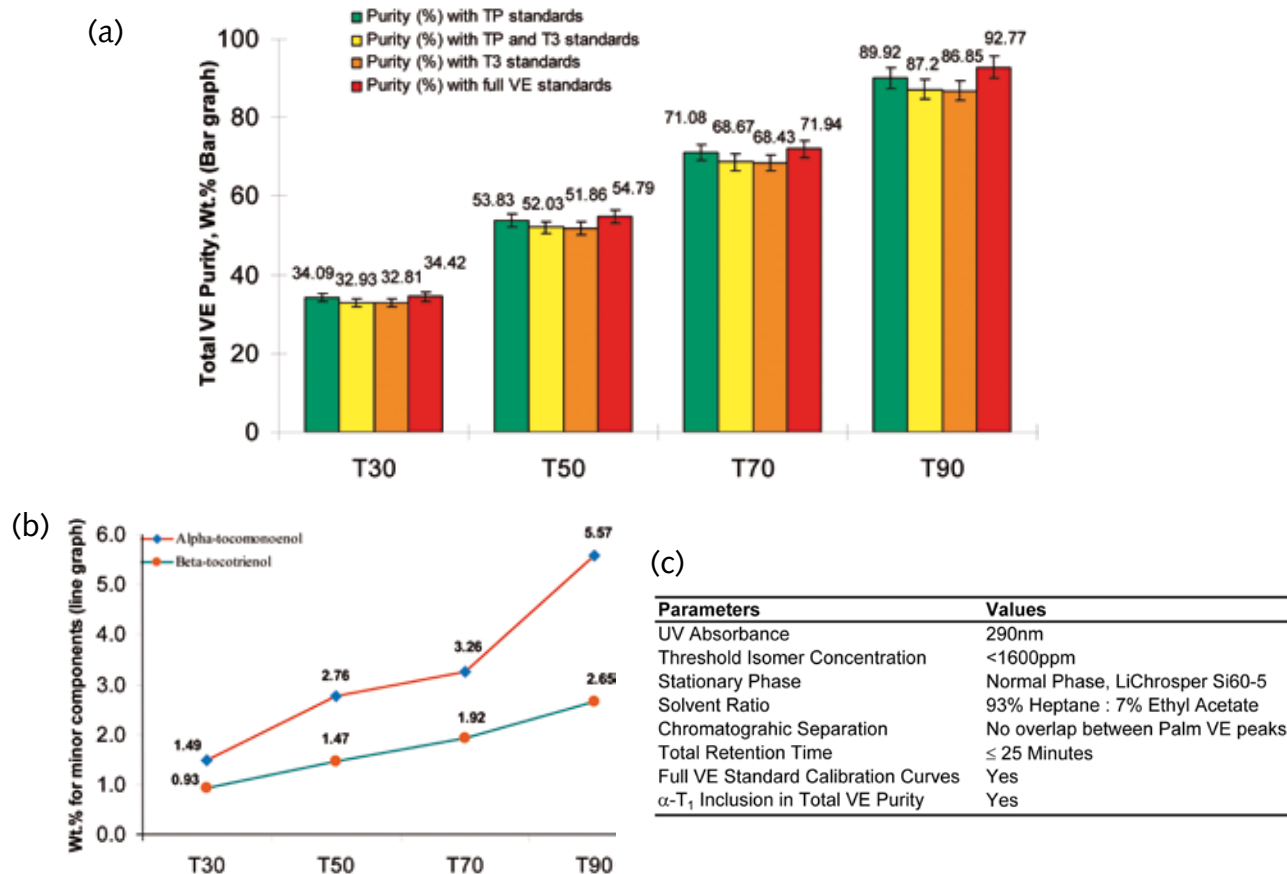 (a)
Purity (%) with TP standards
Purity (%) with TP and T3 standards
Purity (%) with T3 standards
Purity (%) with full VE standards
Total VE Purity, Wt.% (Bar graph)
100
80
60
40
20
0
34.09 32.93 32.81 34.42
53.83 52.03 51.86 54.79
71.08 68.67 68.43 71.94
89.92 87.2 86.85 92.77
T30 T50 T70 T90
(b)
Alpha-tocomonoenol
Beta-tocotrienol
Wt.% for minor components (line graph)
6.0
5.0
4.0
3.0
2.0
1.0
0.0
1.49 2.76 3.26 5.57
0.93 1.47 1.92 2.65
T30 T50 T70 T90
(c)
Parameters Values
UV Absorbance 290nm
Threshold Isomer Concentration <1600ppm
Stationary Phase Normal Phase, LiChrosper Si60-5
Solvent Ratio 93% Heptane : 7% Ethyl Acetate
Chromatograhic Separation No overlap between Palm VE peaks
Total Retention Time ≤ 25 Minutes
Full VE Standard Calibration Curves Yes
α-T₁ Inclusion in Total VE Purity Yes